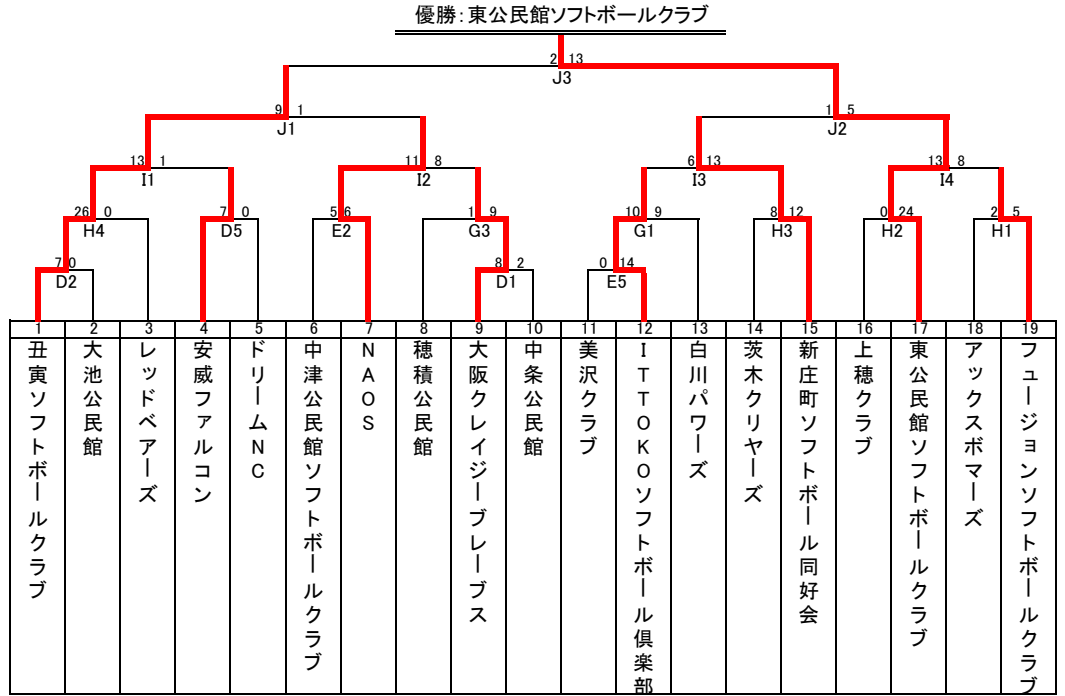 優勝：東公民館ソフトボールクラブ
2 13
J3
9 1
J1
1 5
J2
13 1
I1
11 8
I2
6 13
I3
13 8
I4
26 0
H4
7 0
D5
5 6
E2
1 9
G3
10 9
G1
8 12
H3
0 24
H2
2 5
H1
7 0
D2
8 2
D1
0 14
E5
1
丑寅ソフトボールクラブ
2
大池公民館
3
レッドベアーズ
4
安威ファルコン
5
ドリームNC
6
中津公民館ソフトボールクラブ
7
NAOS
8
穂積公民館
9
大阪クレイジーブレーブス
10
中条公民館
11
美沢クラブ
12
ITTOKOソフトボール倶楽部
13
白川パワーズ
14
茨木クリヤーズ
15
新庄町ソフトボール同好会
16
上穂クラブ
17
東公民館ソフトボールクラブ
18
アックスボマーズ
19
フュージョンソフトボールクラブ